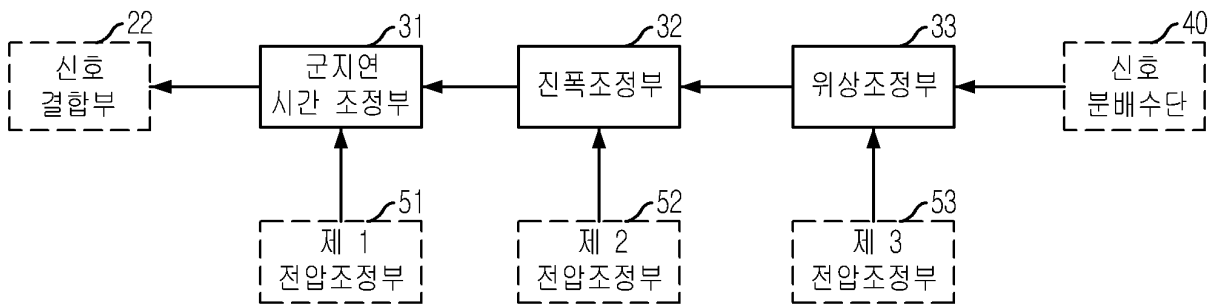 22
신호
결합부
31
군지연
시간 조정부
32
진폭조정부
33
위상조정부
40
신호
분배수단
51
제 1
전압조정부
52
제 2
전압조정부
53
제 3
전압조정부